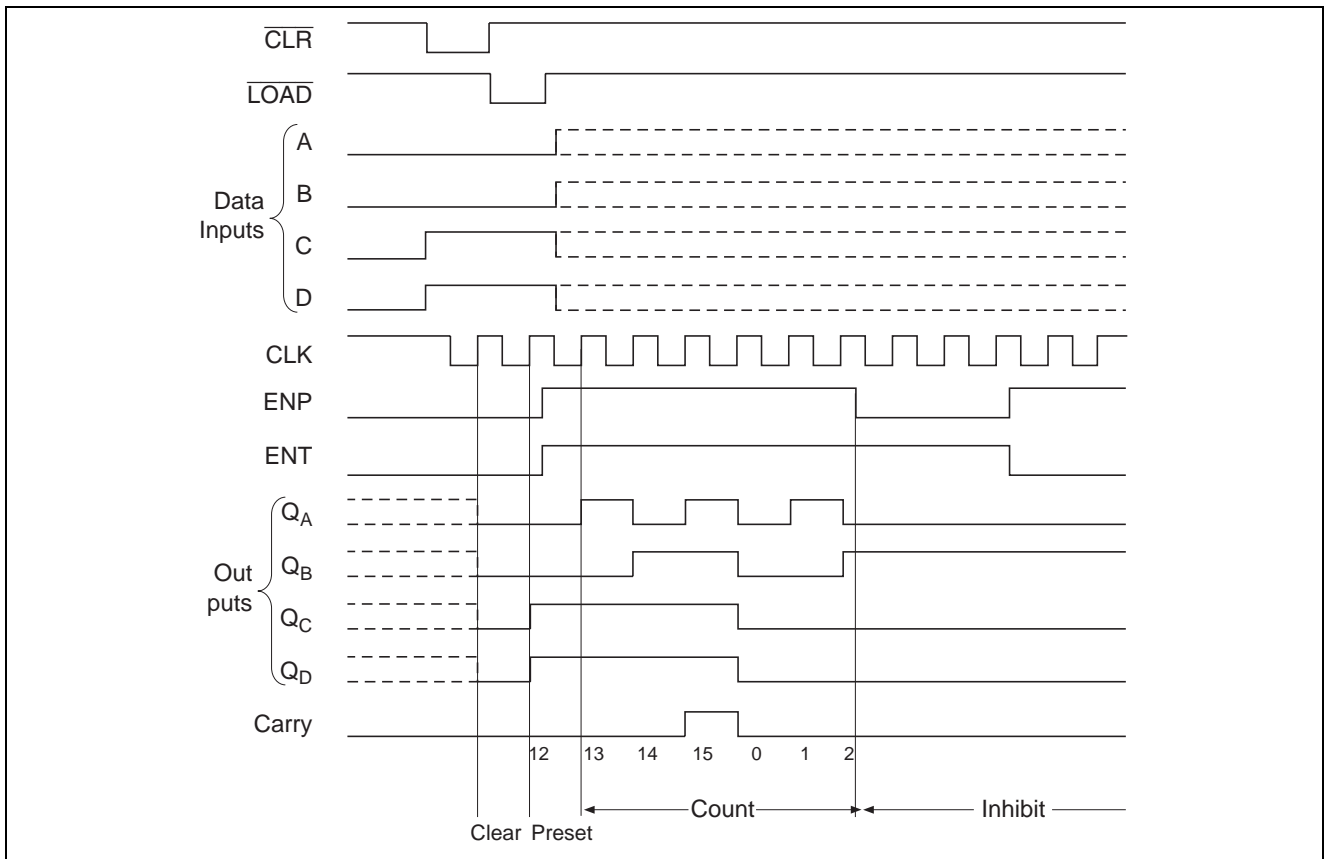 CLR
LOAD
A
B
Data
Inputs
C
D
CLK
ENP
ENT
QA
QB
Out
puts
QC
QD
Carry
12 13 14 15 0 1 2
Count Inhibit
Clear Preset